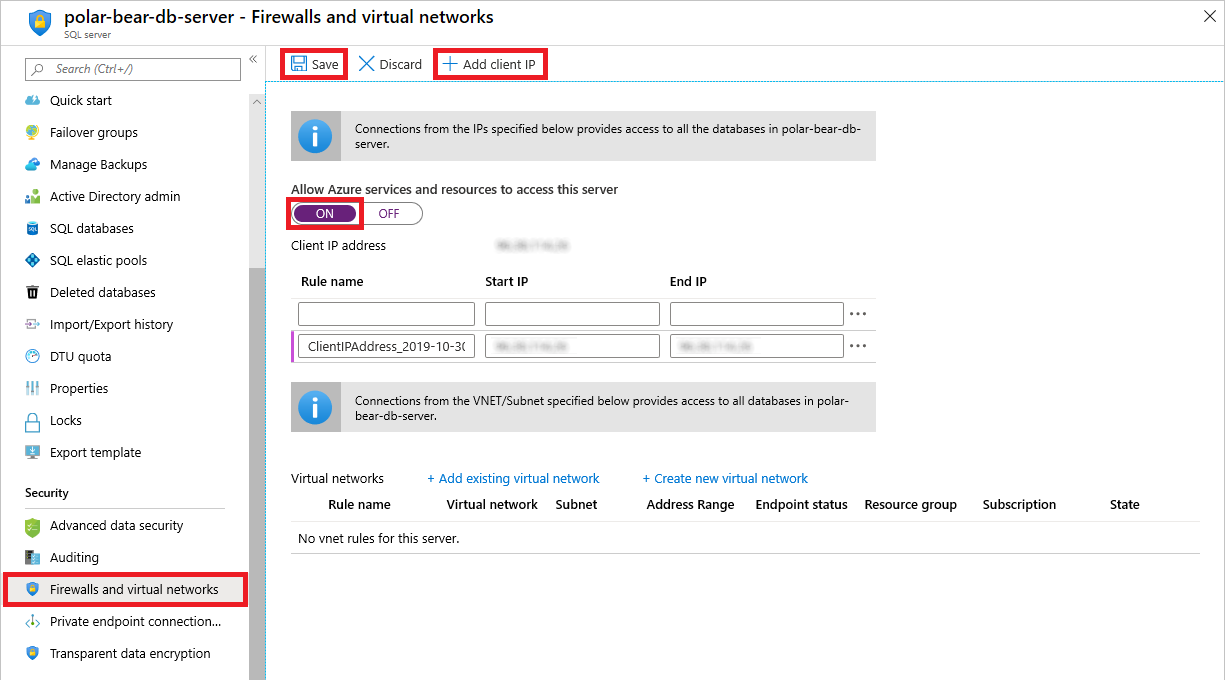 polar-bear-db-server - Firewalls and virtual networks
SQL server
Search (Ctrl+/)
Quick start
Failover groups
Manage Backups
Active Directory admin
SQL databases
SQL elastic pools
Deleted databases
Import/Export history
DTU quota
Properties
Locks
Export template
Security
Advanced data security
Auditing
Firewalls and virtual networks
Private endpoint connection...
Transparent data encryption
Save Discard + Add client IP
Connections from the IPs specified below provides access to all the databases in polar-bear-db-
server.
Allow Azure services and resources to access this server
ON OFF
Client IP address
Rule name Start IP End IP
ClientIPAddress_2019-10-30
Connections from the VNET/Subnet specified below provides access to all databases in polar-
bear-db-server.
Virtual networks + Add existing virtual network + Create new virtual network
Rule name Virtual network Subnet Address Range Endpoint status Resource group Subscription State
No vnet rules for this server.